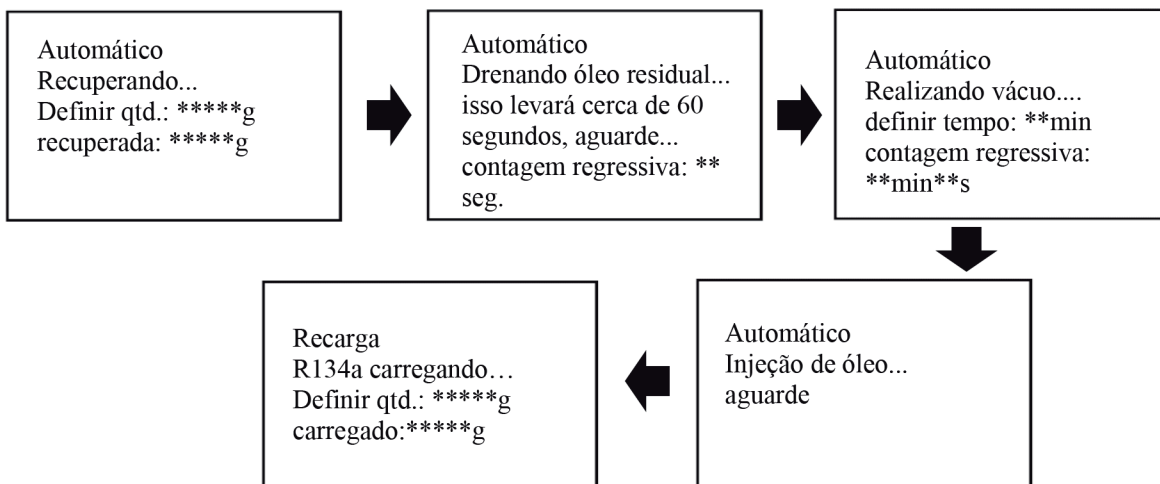 Automático
Recuperando...
Definir qtd.: *****g
recuperada: *****g
Automático
Drenando óleo residual...
isso levará cerca de 60
segundos, aguarde...
contagem regressiva: **
seg.
Automático
Realizando vácuo....
definir tempo: **min
contagem regressiva:
**min**s
Automático
Injeção de óleo...
aguarde
Recarga
R134a carregando...
Definir qtd.: *****g
carregado:*****g